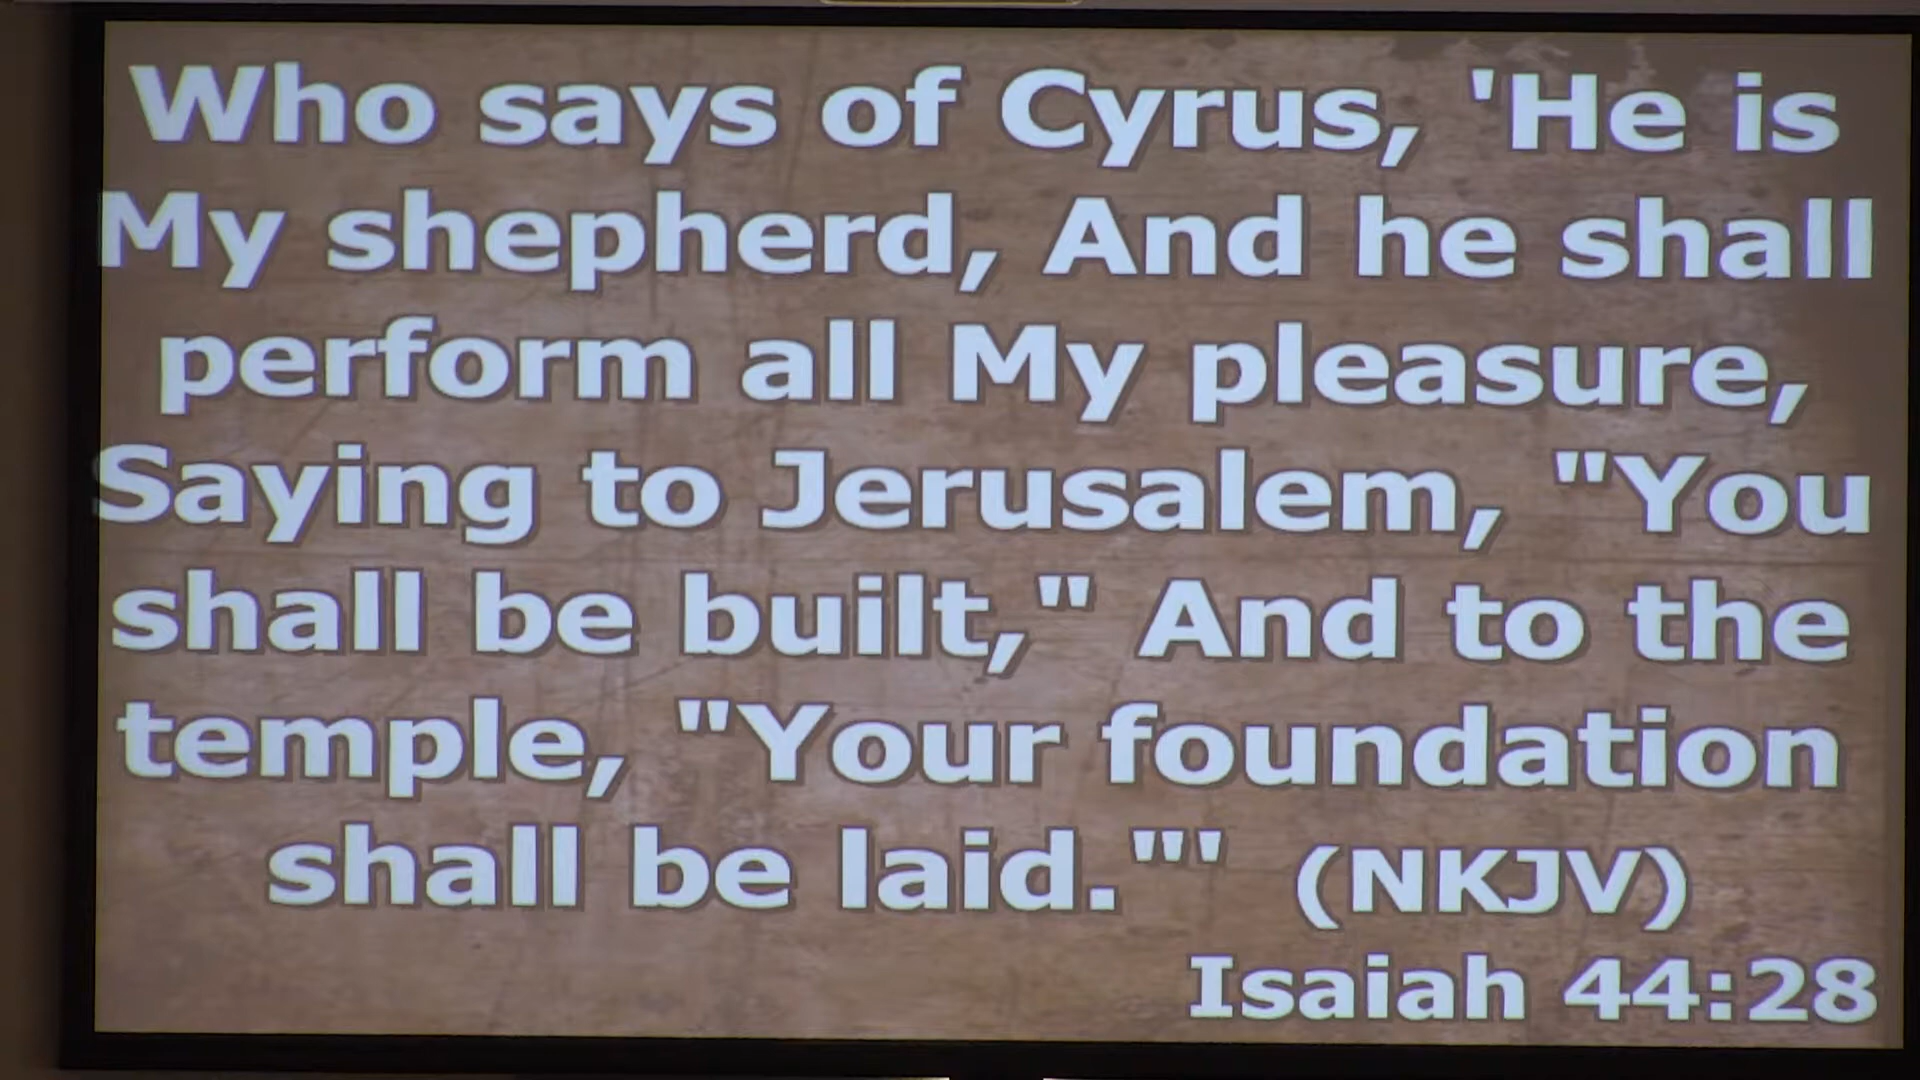 Who says of Cyrus, 'He is
My shepherd, And he shall
perform all My pleasure,
Saying to Jerusalem, "You
shall be built," And to the
temple, "Your foundation
shall be laid."' (NKJV)
Isaiah 44:28